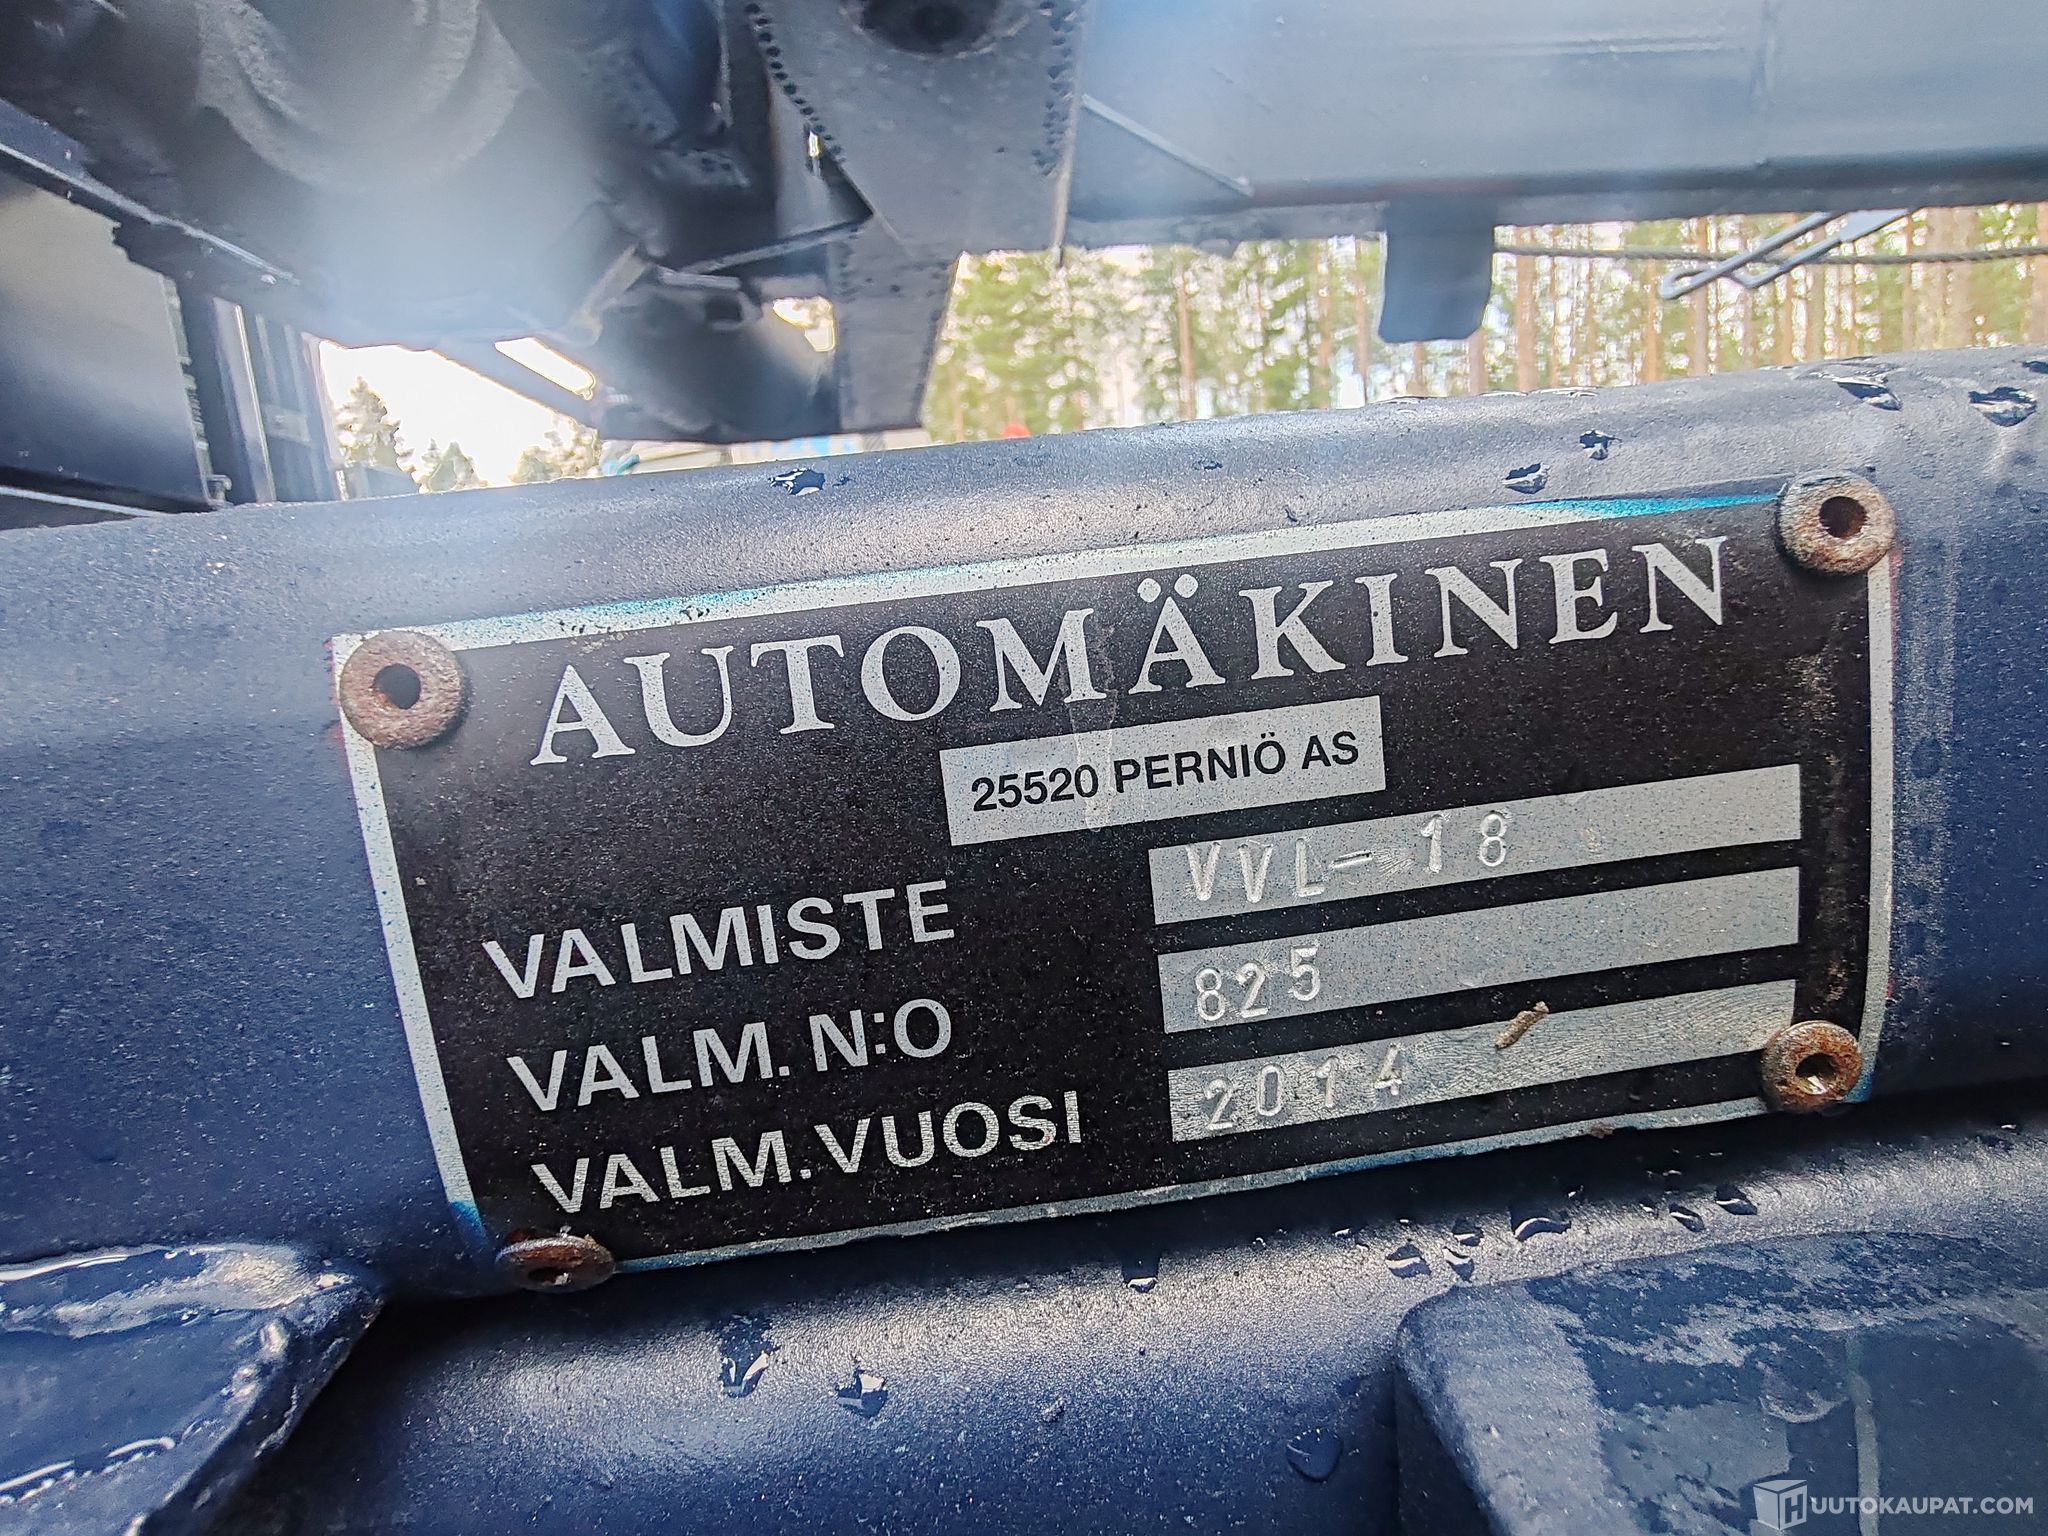 AUTOMÄKINEN
25520 PERNIÖ AS
VALMISTE VVL-18
VALM. N:O 825
VALM. VUOSI 2014
HUUTOKAUPAT.COM